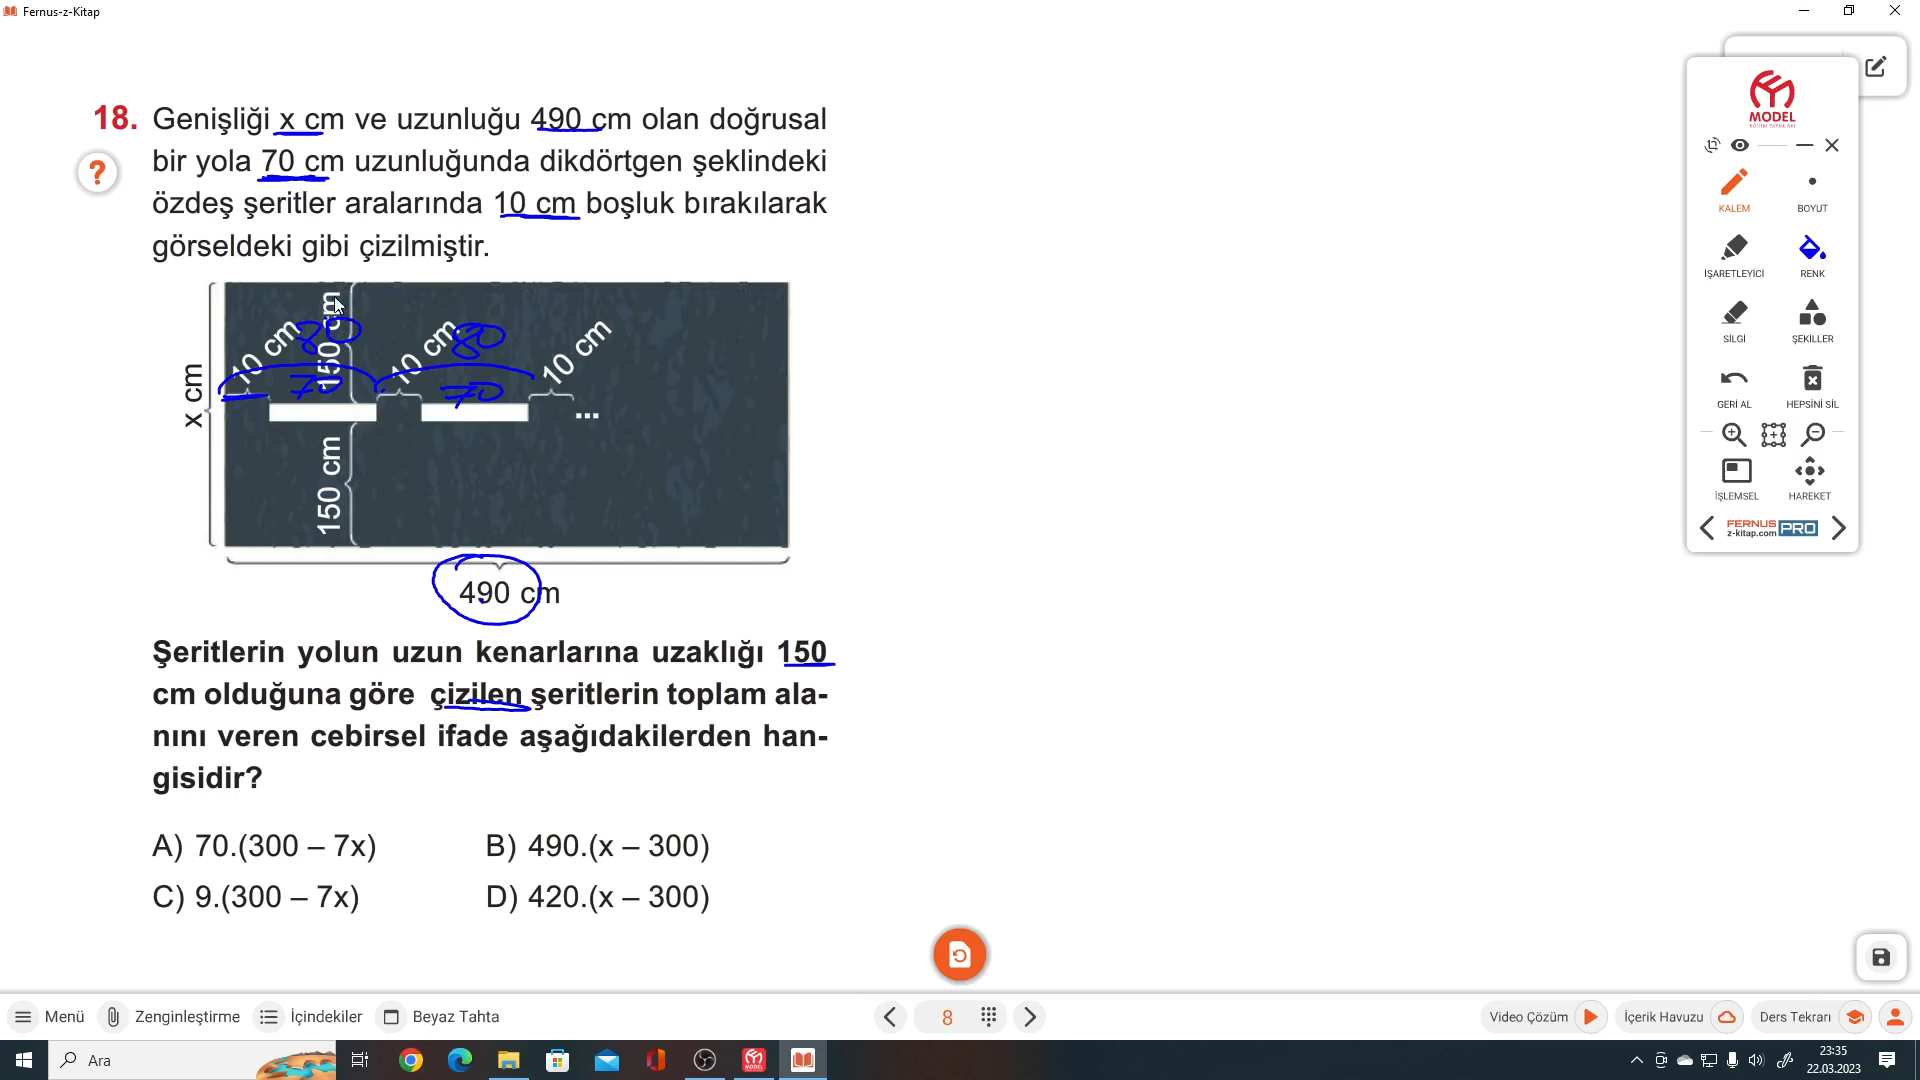 Fernus-z-Kitap
18. Genişliği x cm ve uzunluğu 490 cm olan doğrusal
bir yola 70 cm uzunluğunda dikdörtgen şeklindeki
özdeş şeritler aralarında 10 cm boşluk bırakılarak
görseldeki gibi çizilmiştir.
?
x cm
10 cm
80
150 cm
10 cm
80
10 cm
70
70
...
150 cm
490 cm
Şeritlerin yolun uzun kenarlarına uzaklığı 150
cm olduğuna göre çizilen şeritlerin toplam ala-
nını veren cebirsel ifade aşağıdakilerden han-
gisidir?
A) 70.(300 – 7x) B) 490.(x – 300)
C) 9.(300 – 7x) D) 420.(x – 300)
MODEL
KALEM BOYUT
İŞARETLEYİCİ RENK
SİLGİ ŞEKİLLER
GERİ AL HEPSİNİ SİL
İŞLEMSEL HAREKET
FERNUS PRO
z-kitap.com
Menü Zenginleştirme İçindekiler Beyaz Tahta 8 Video Çözüm İçerik Havuzu Ders Tekrarı
Ara
MODEL
23:35
22.03.2023